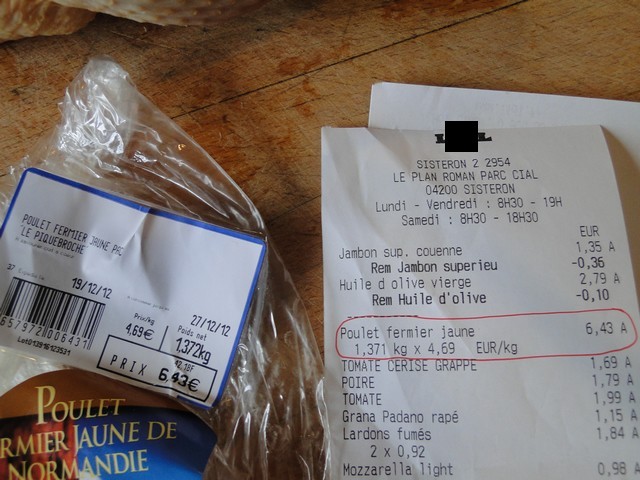 POULET FERMIER JAUNE PAC
"LE PIQUEBROCHE"
19/12/12
27/12/12
Prix/kg
4,69€
Poids net
1,372kg
42.18F
PRIX 6,43€
657972006431
Lot013916123531
POULET
RMIER JAUNE DE
NORMANDIE
SISTERON 2 2954
LE PLAN ROMAN PARC CIAL
04200 SISTERON
Lundi - Vendredi : 8H30 - 19H
Samedi : 8H30 - 18H30
EUR
Jambon sup. couenne 1,35 A
Rem Jambon superieu -0,36
Huile d olive vierge 2,79 A
Rem Huile d'olive -0,10
Poulet fermier jaune 6,43 A
1,371 kg x 4,69 EUR/kg
TOMATE CERISE GRAPPE 1,69 A
POIRE 1,79 A
TOMATE 1,99 A
Grana Padano rapé 1,15 A
Lardons fumés 1,84 A
2 x 0,92
Mozzarella light 0,98 A